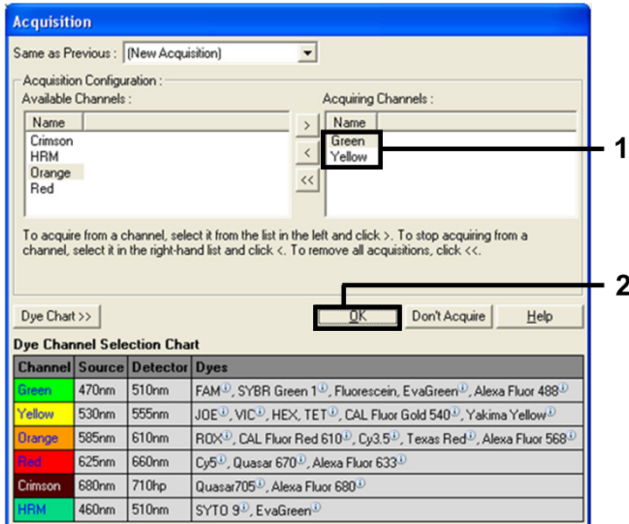 Acquisition
Same as Previous : (New Acquisition)
Acquisition Configuration :
Available Channels :
Acquiring Channels :
Name
Crimson
HRM
Orange
Red
>
<
<<
Name
Green
Yellow
1
To acquire from a channel, select it from the list in the left and click >. To stop acquiring from a
channel, select it in the right-hand list and click <. To remove all acquisitions, click <<.
2
Dye Chart >>
OK
Don't Acquire
Help
Dye Channel Selection Chart
Channel Source Detector Dyes
Green 470nm 510nm FAM, SYBR Green 1, Fluorescein, EvaGreen, Alexa Fluor 488
Yellow 530nm 555nm JOE, VIC, HEX, TET, CAL Fluor Gold 540, Yakima Yellow
Orange 585nm 610nm ROX, CAL Fluor Red 610, Cy3.5, Texas Red, Alexa Fluor 568
Red 625nm 660nm Cy5, Quasar 670, Alexa Fluor 633
Crimson 680nm 710hp Quasar705, Alexa Fluor 680
HRM 460nm 510nm SYTO 9, EvaGreen